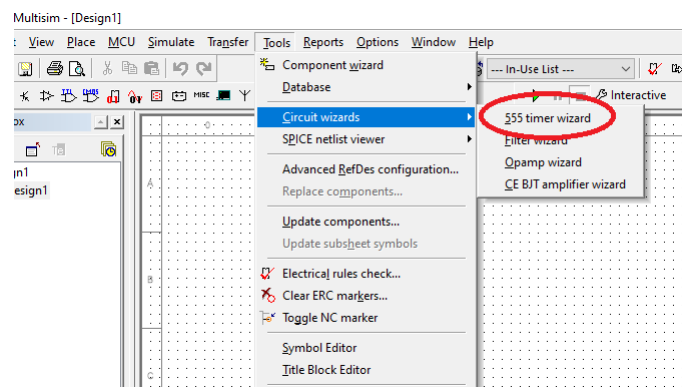 Multisim - [Design1]
View Place MCU Simulate Transfer Tools Reports Options Window Help
--- In-Use List ---
MISC
Interactive
Component wizard
Database
Circuit wizards
SPICE netlist viewer
Advanced RefDes configuration...
Replace components...
Update components...
Update subsheet symbols
Electrical rules check...
Clear ERC markers...
Toggle NC marker
Symbol Editor
Title Block Editor
555 timer wizard
Filter wizard
Opamp wizard
CE BJT amplifier wizard
ox
gn1
esign1
A
B
C